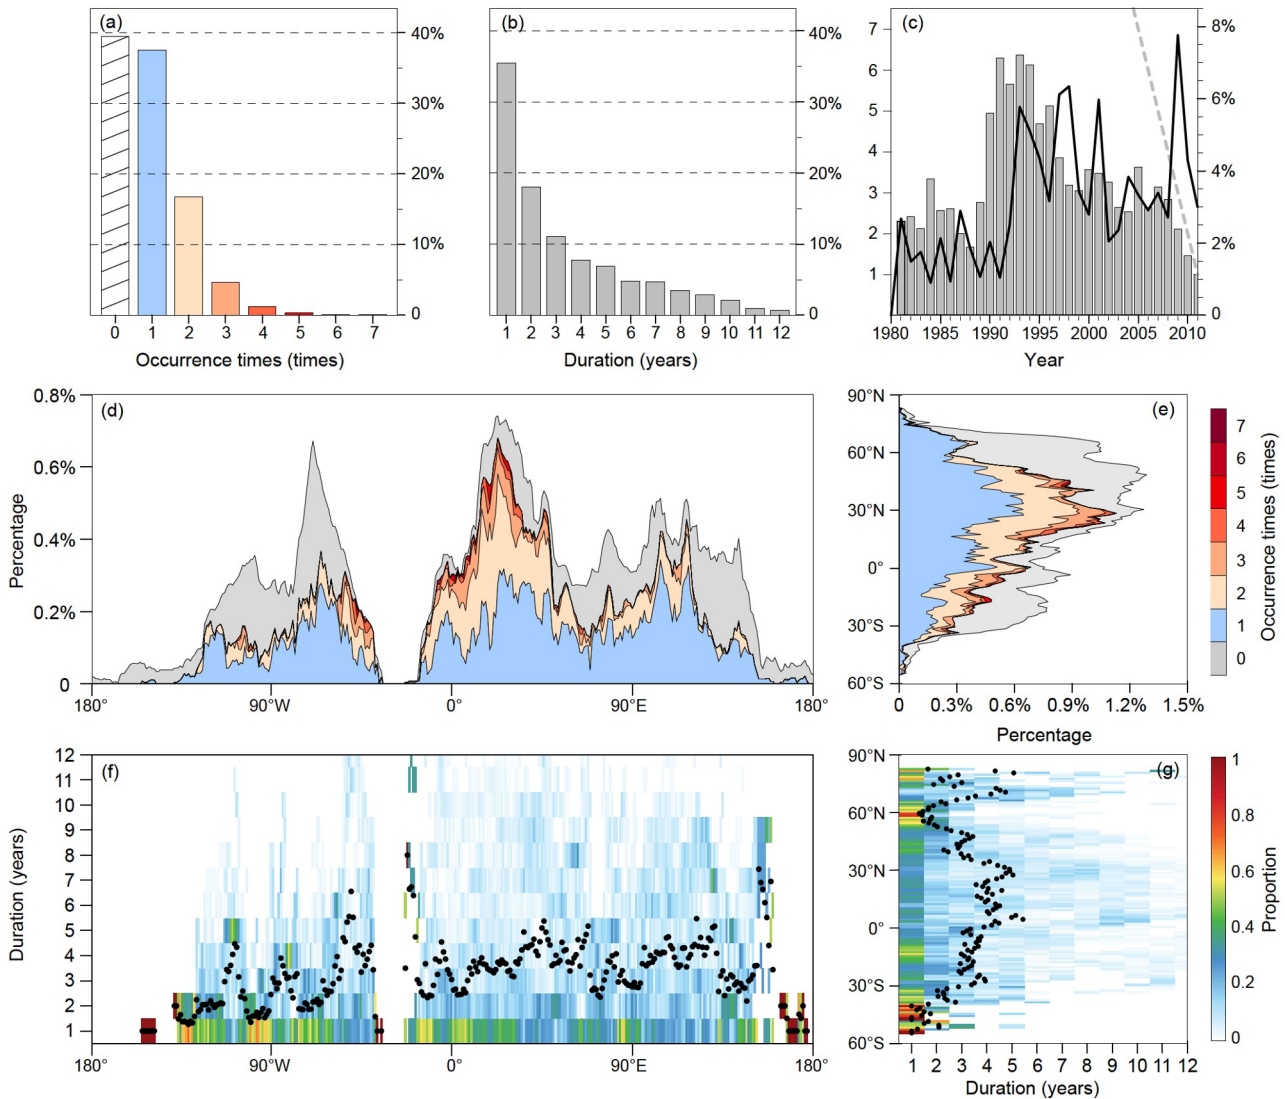 (a)
40%
30%
20%
10%
0
0 1 2 3 4 5 6 7
Occurrence times (times)
(b)
40%
30%
20%
10%
0
1 2 3 4 5 6 7 8 9 10 11 12
Duration (years)
(c)
7
6
5
4
3
2
1
8%
6%
4%
2%
0
1980 1985 1990 1995 2000 2005 2010
Year
(d)
0.8%
0.6%
0.4%
0.2%
0
Percentage
180° 90°W 0° 90°E 180°
(e)
90°N
60°N
30°N
0°
30°S
60°S
0 0.3% 0.6% 0.9% 1.2% 1.5%
Percentage
7
6
5
4
3
2
1
0
Occurrence times (times)
(f)
12
11
10
9
8
7
6
5
4
3
2
1
Duration (years)
180° 90°W 0° 90°E 180°
(g)
90°N
60°N
30°N
0°
30°S
60°S
1 2 3 4 5 6 7 8 9 10 11 12
Duration (years)
1
0.8
0.6
0.4
0.2
0
Proportion